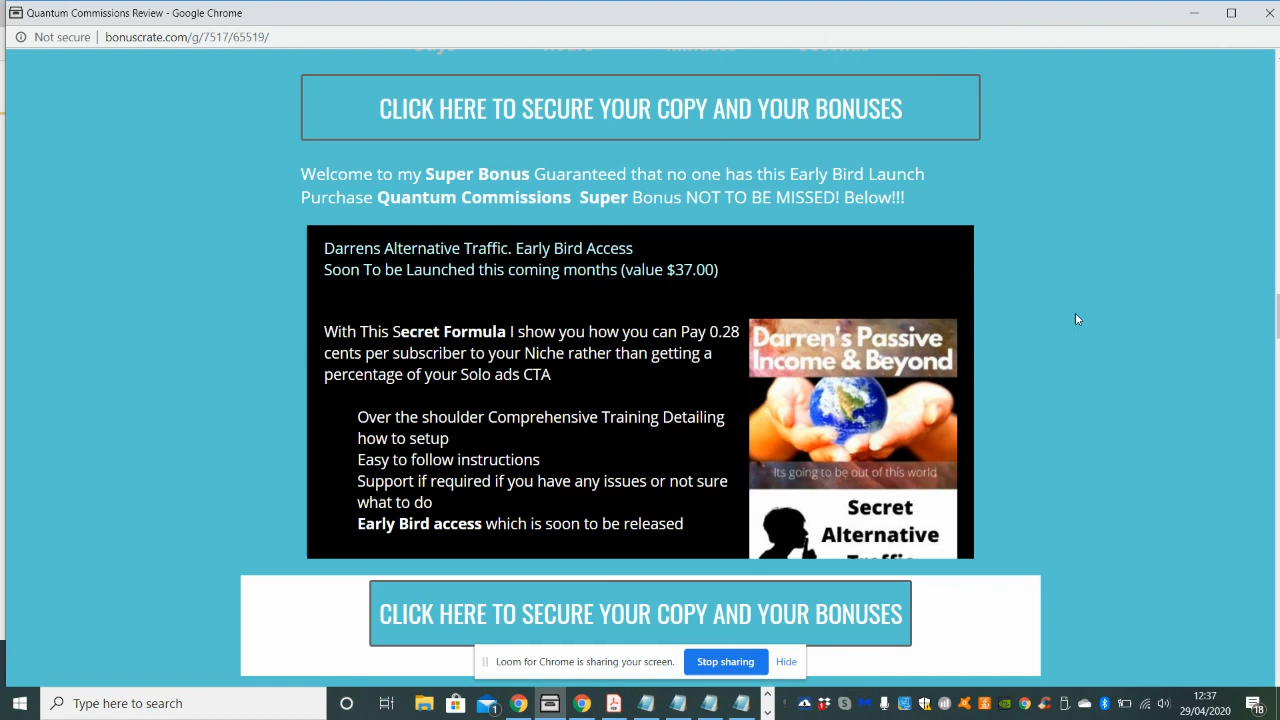 Quantum Commissions Review - Google Chrome
Not secure | bonuscrate.com/g/7517/65519/
Days Hours Minutes Seconds
CLICK HERE TO SECURE YOUR COPY AND YOUR BONUSES
Welcome to my Super Bonus Guaranteed that no one has this Early Bird Launch
Purchase Quantum Commissions Super Bonus NOT TO BE MISSED! Below!!!
Darrens Alternative Traffic. Early Bird Access
Soon To be Launched this coming months (value $37.00)
With This Secret Formula I show you how you can Pay 0.28
cents per subscriber to your Niche rather than getting a
percentage of your Solo ads CTA
Over the shoulder Comprehensive Training Detailing
how to setup
Easy to follow instructions
Support if required if you have any issues or not sure
what to do
Early Bird access which is soon to be released
Darren's Passive
Income & Beyond
Its going to be out of this world
Secret
Alternative
Traffic
CLICK HERE TO SECURE YOUR COPY AND YOUR BONUSES
Loom for Chrome is sharing your screen. Stop sharing Hide
Type here to search
1
12:37
29/04/2020
18